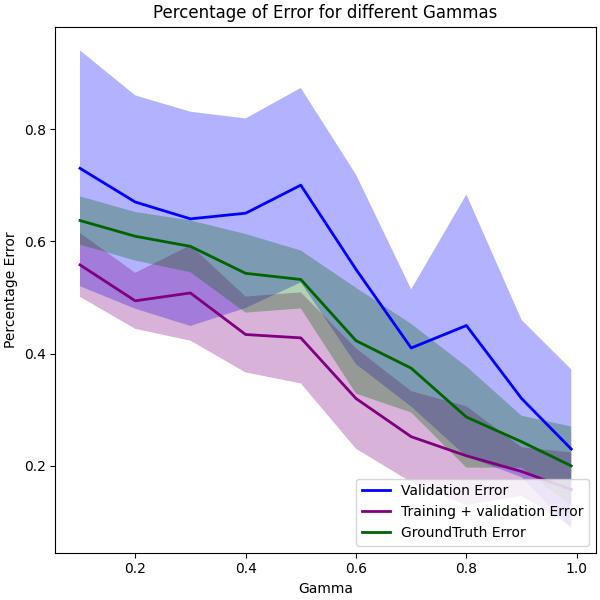 Percentage of Error for different Gammas
Percentage Error
0.8
0.6
0.4
0.2
Validation Error
Training + validation Error
GroundTruth Error
0.2 0.4 0.6 0.8 1.0
Gamma